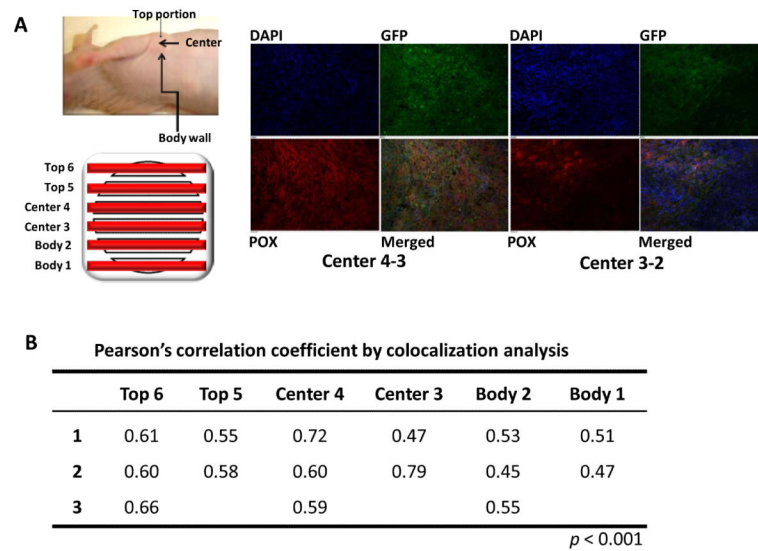 A
Top portion
Center
Body wall
Top 6
Top 5
Center 4
Center 3
Body 2
Body 1
DAPI GFP DAPI GFP
POX Merged POX Merged
Center 4-3 Center 3-2
B
Pearson’s correlation coefficient by colocalization analysis
Top 6 Top 5 Center 4 Center 3 Body 2 Body 1
1 0.61 0.55 0.72 0.47 0.53 0.51
2 0.60 0.58 0.60 0.79 0.45 0.47
3 0.66 0.59 0.55
p < 0.001